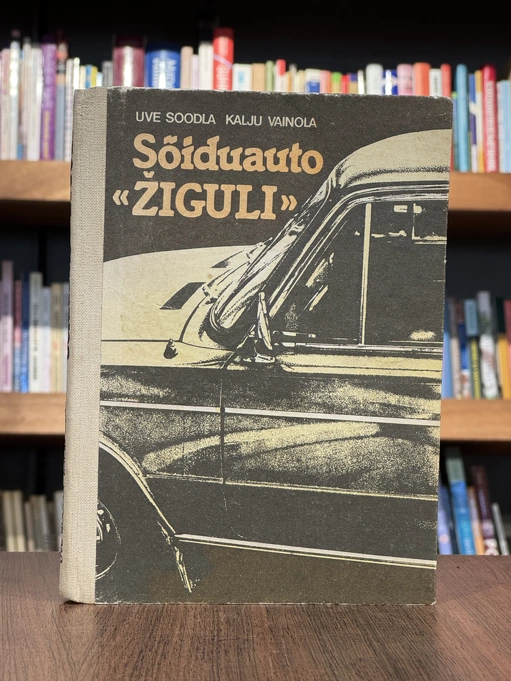 UVE SOODLA KALJU VAINOLA
Sõiduauto
«ŽIGULI»